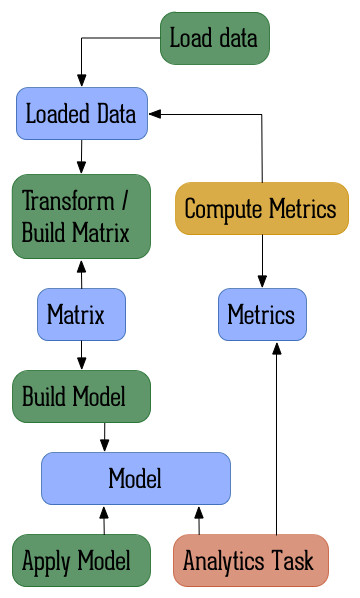 Load data
Loaded Data
Transform /
Build Matrix
Compute Metrics
Matrix
Metrics
Build Model
Model
Apply Model
Analytics Task